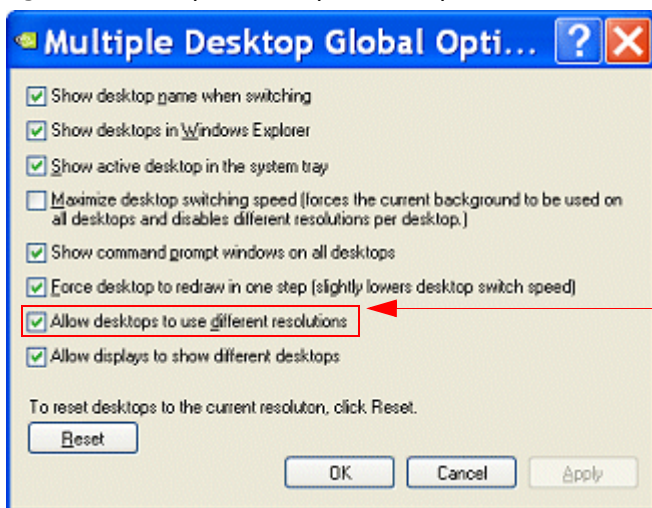 Multiple Desktop Global Opti...
Show desktop name when switching
Show desktops in Windows Explorer
Show active desktop in the system tray
Maximize desktop switching speed (forces the current background to be used on
all desktops and disables different resolutions per desktop.)
Show command prompt windows on all desktops
Force desktop to redraw in one step (slightly lowers desktop switch speed)
Allow desktops to use different resolutions
Allow displays to show different desktops
To reset desktops to the current resoluton, click Reset.
Reset
OK Cancel Apply